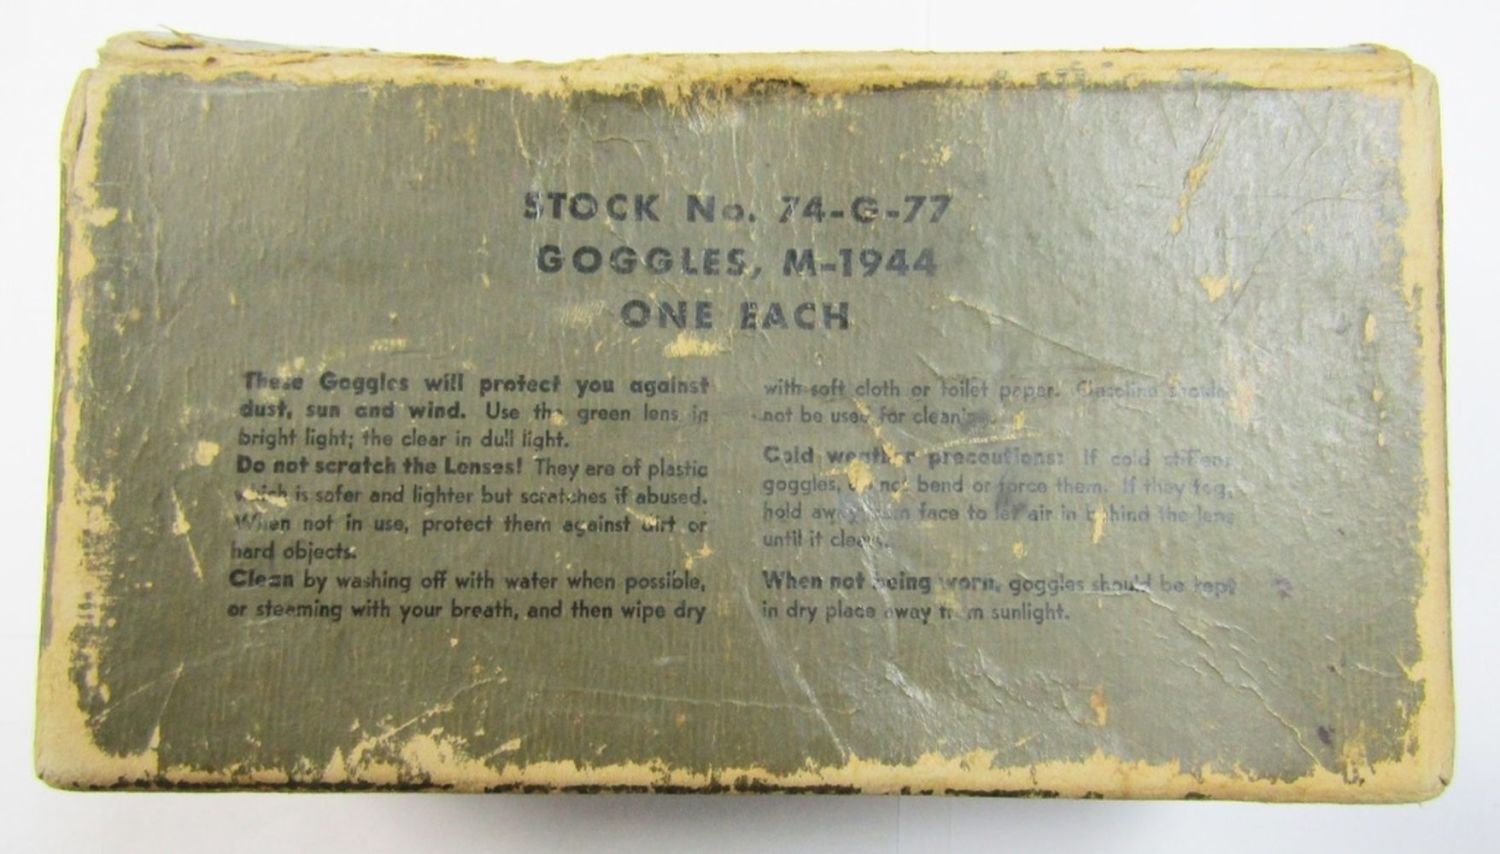 STOCK No. 74-G-77
GOGGLES, M-1944
ONE EACH
These Goggles will protect you against
dust, sun and wind. Use the green lens in
bright light; the clear in dull light.
Do not scratch the Lenses! They are of plastic
which is safer and lighter but scratches if abused.
When not in use, protect them against dirt or
hard objects.
Clean by washing off with water when possible,
or steaming with your breath, and then wipe dry
with soft cloth or toilet paper. Gasoline should
not be used for cleaning.
Cold weather precautions: If cold stiffens
goggles, do not bend or force them. If they fog,
hold away from face to let air in behind the lens
until it clears.
When not being worn, goggles should be kept
in dry place away from sunlight.